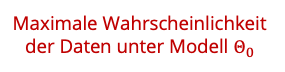 Maximale Wahrscheinlichkeit
der Daten unter Modell Θ₀